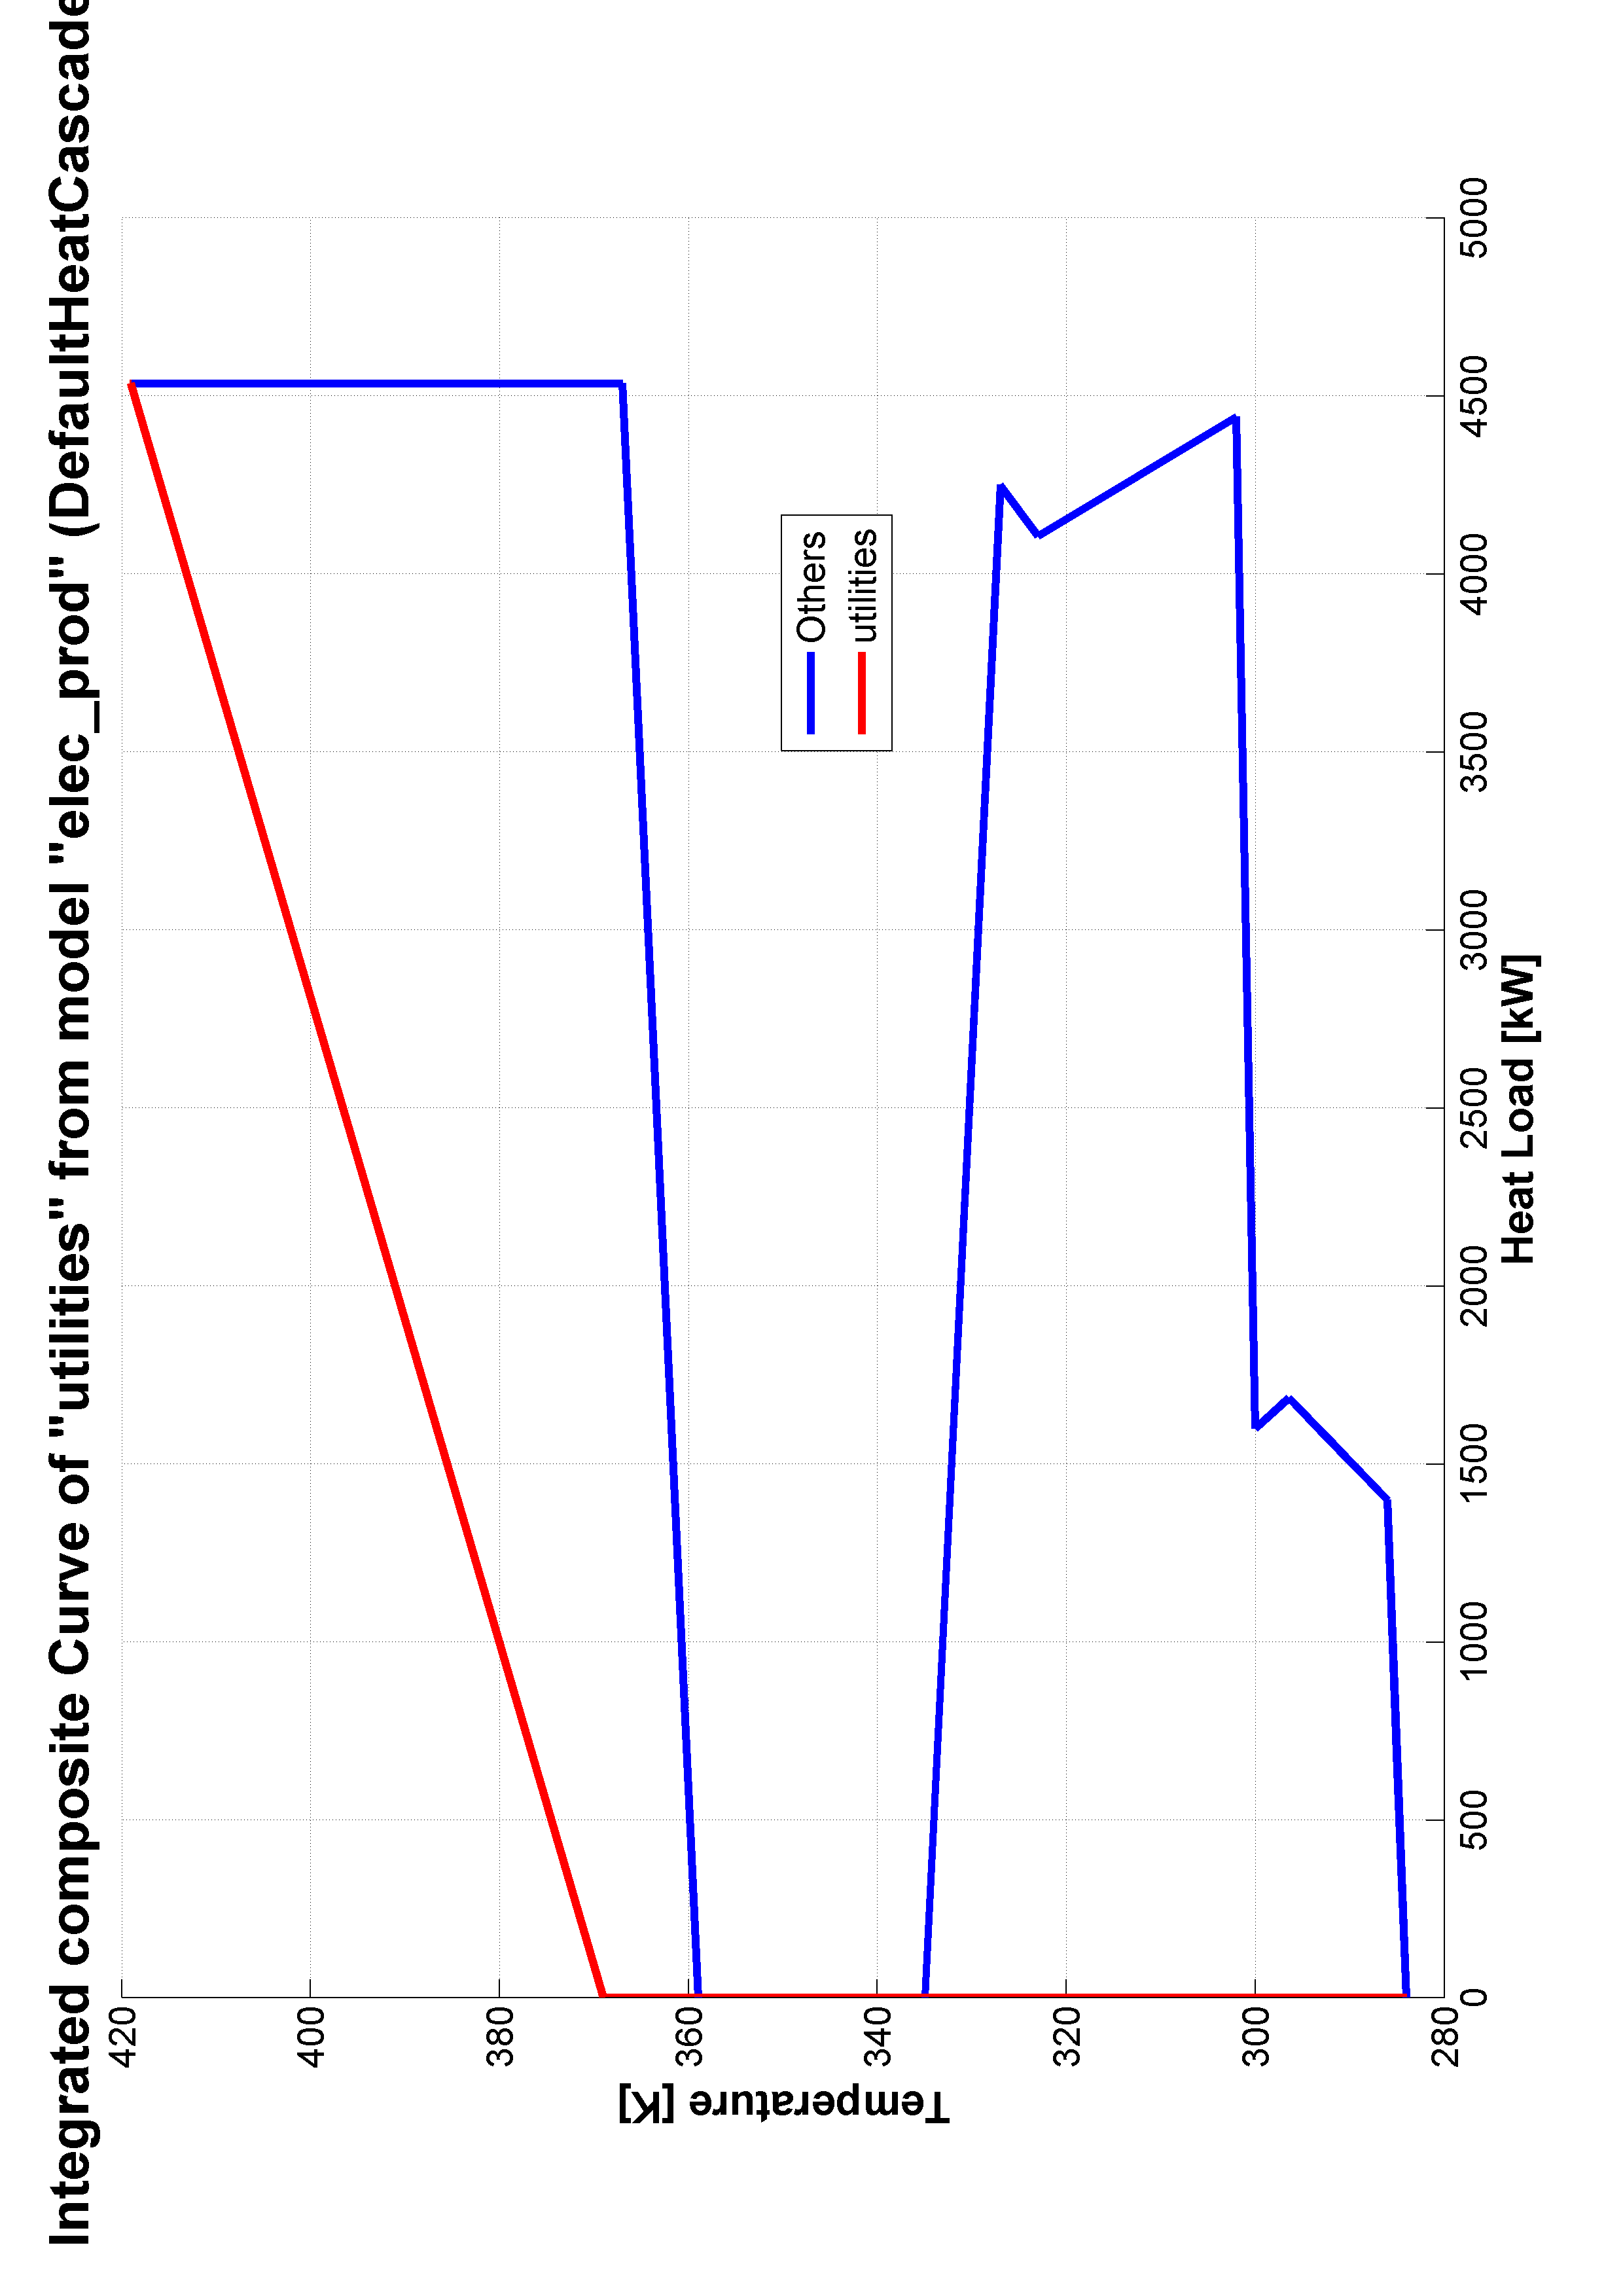 Integrated composite Curve of "utilities" from model "elec_prod" (DefaultHeatCascade
420
400
380
360
340
320
300
280
Temperature [K]
Others
utilities
0 500 1000 1500 2000 2500 3000 3500 4000 4500 5000
Heat Load [kW]